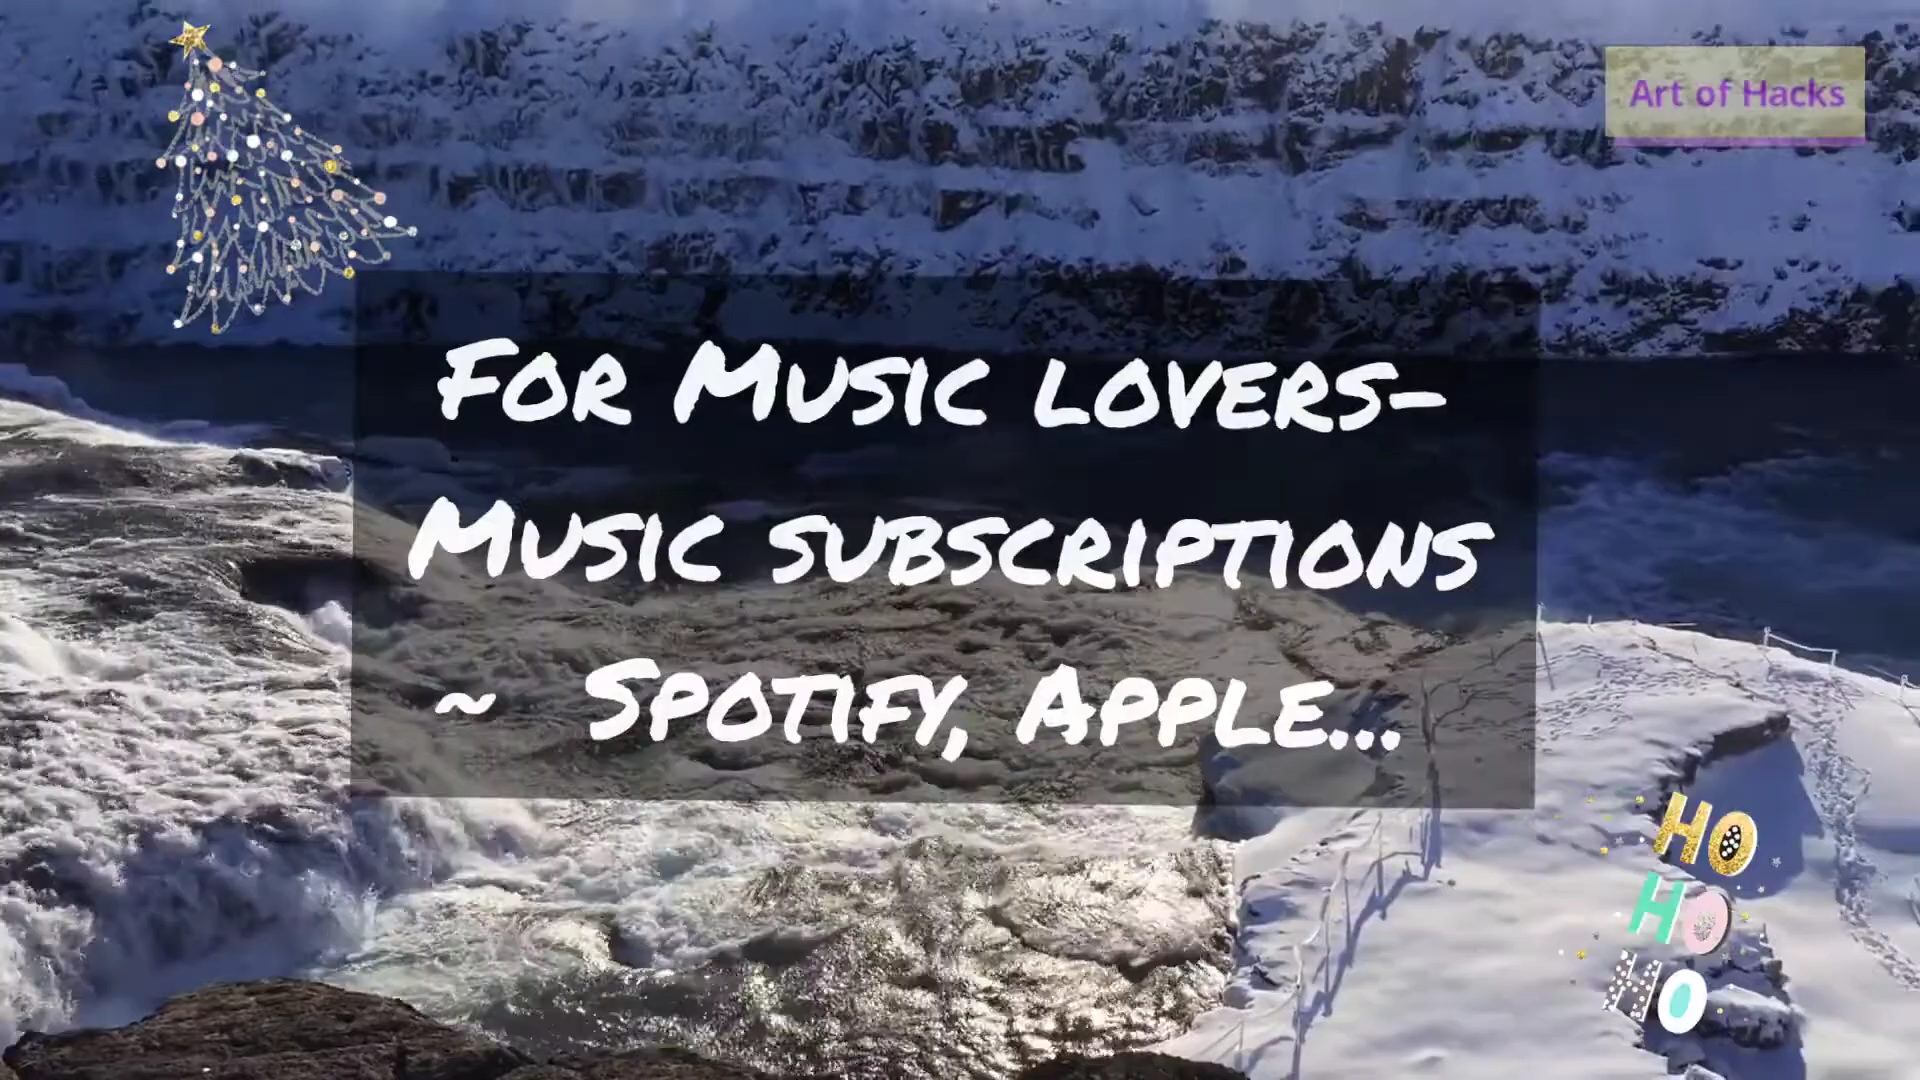 Art of Hacks
For Music lovers-
Music subscriptions
~ Spotify, Apple...
HO
HO
HO